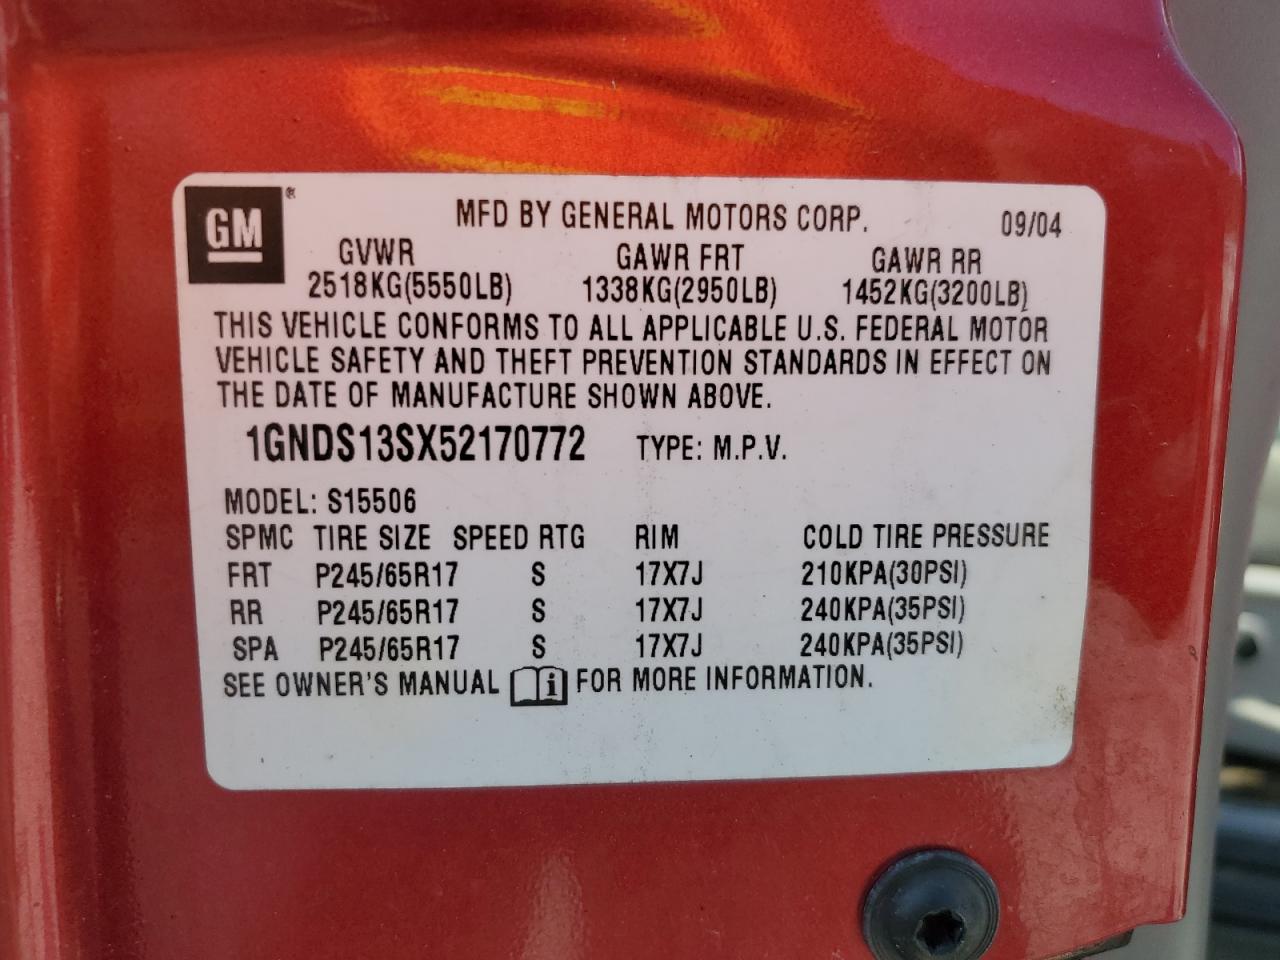 GM ®
MFD BY GENERAL MOTORS CORP. 09/04
GVWR GAWR FRT GAWR RR
2518KG(5550LB) 1338KG(2950LB) 1452KG(3200LB)
THIS VEHICLE CONFORMS TO ALL APPLICABLE U.S. FEDERAL MOTOR
VEHICLE SAFETY AND THEFT PREVENTION STANDARDS IN EFFECT ON
THE DATE OF MANUFACTURE SHOWN ABOVE.
1GNDS13SX52170772 TYPE: M.P.V.
MODEL: S15506
SPMC TIRE SIZE SPEED RTG RIM COLD TIRE PRESSURE
FRT P245/65R17 S 17X7J 210KPA(30PSI)
RR P245/65R17 S 17X7J 240KPA(35PSI)
SPA P245/65R17 S 17X7J 240KPA(35PSI)
SEE OWNER'S MANUAL i FOR MORE INFORMATION.